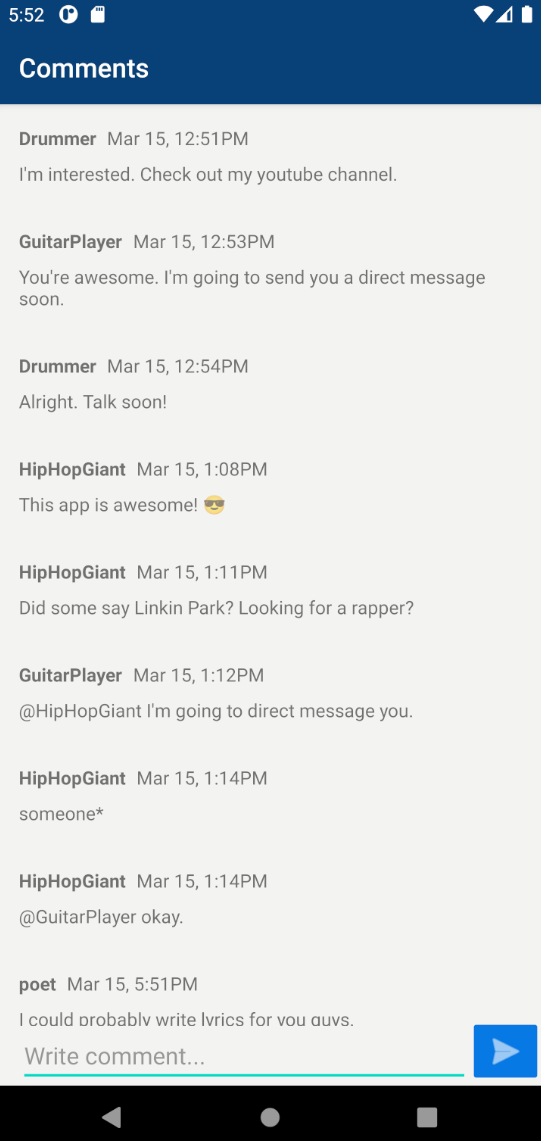 5:52
Comments
Drummer Mar 15, 12:51PM
I'm interested. Check out my youtube channel.
GuitarPlayer Mar 15, 12:53PM
You're awesome. I'm going to send you a direct message
soon.
Drummer Mar 15, 12:54PM
Alright. Talk soon!
HipHopGiant Mar 15, 1:08PM
This app is awesome! 😎
HipHopGiant Mar 15, 1:11PM
Did some say Linkin Park? Looking for a rapper?
GuitarPlayer Mar 15, 1:12PM
@HipHopGiant I'm going to direct message you.
HipHopGiant Mar 15, 1:14PM
someone*
HipHopGiant Mar 15, 1:14PM
@GuitarPlayer okay.
poet Mar 15, 5:51PM
I could probably write lyrics for you guys.
Write comment...